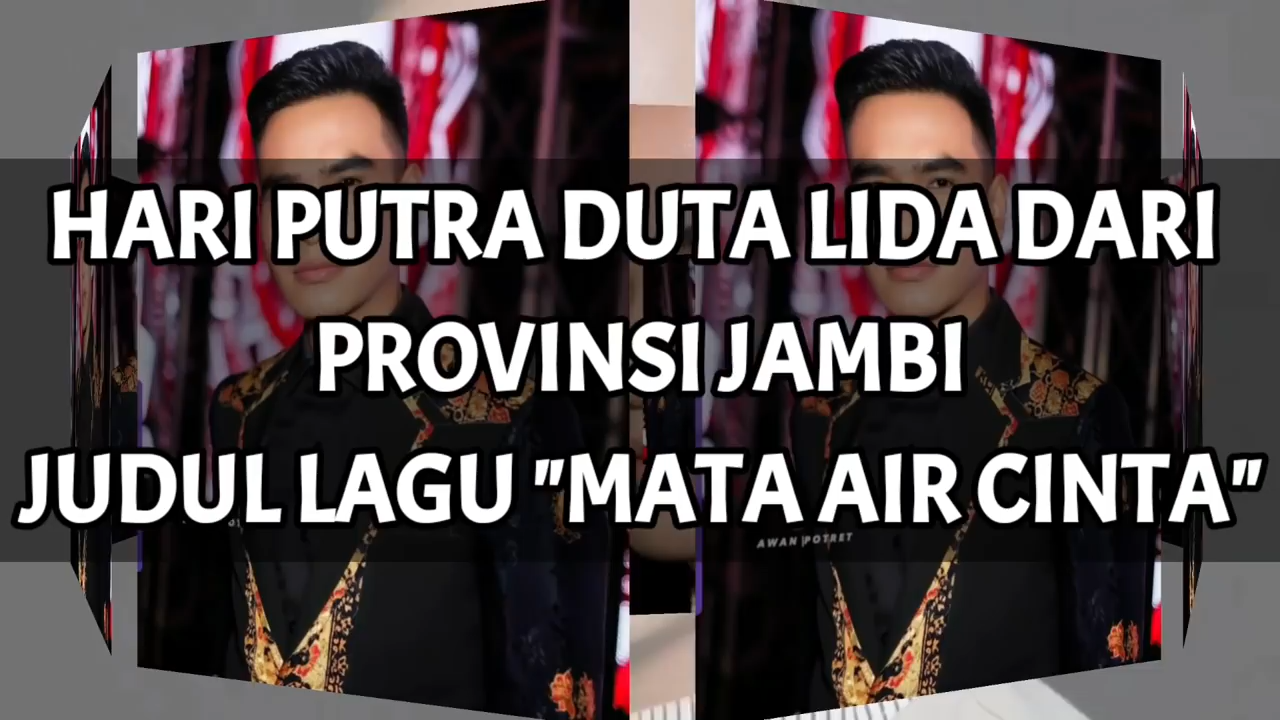 HARI PUTRA DUTA LIDA DARI
PROVINSI JAMBI
JUDUL LAGU "MATA AIR CINTA"
AWAN POTRET